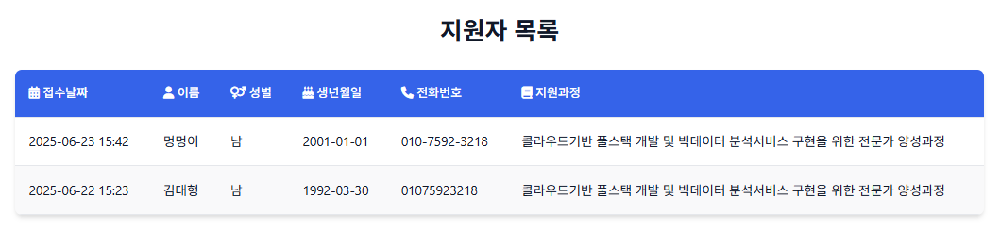 지원자 목록
접수날짜 이름 성별 생년월일 전화번호 지원과정
2025-06-23 15:42 멍멍이 남 2001-01-01 010-7592-3218 클라우드기반 풀스택 개발 및 빅데이터 분석서비스 구현을 위한 전문가 양성과정
2025-06-22 15:23 김대형 남 1992-03-30 01075923218 클라우드기반 풀스택 개발 및 빅데이터 분석서비스 구현을 위한 전문가 양성과정